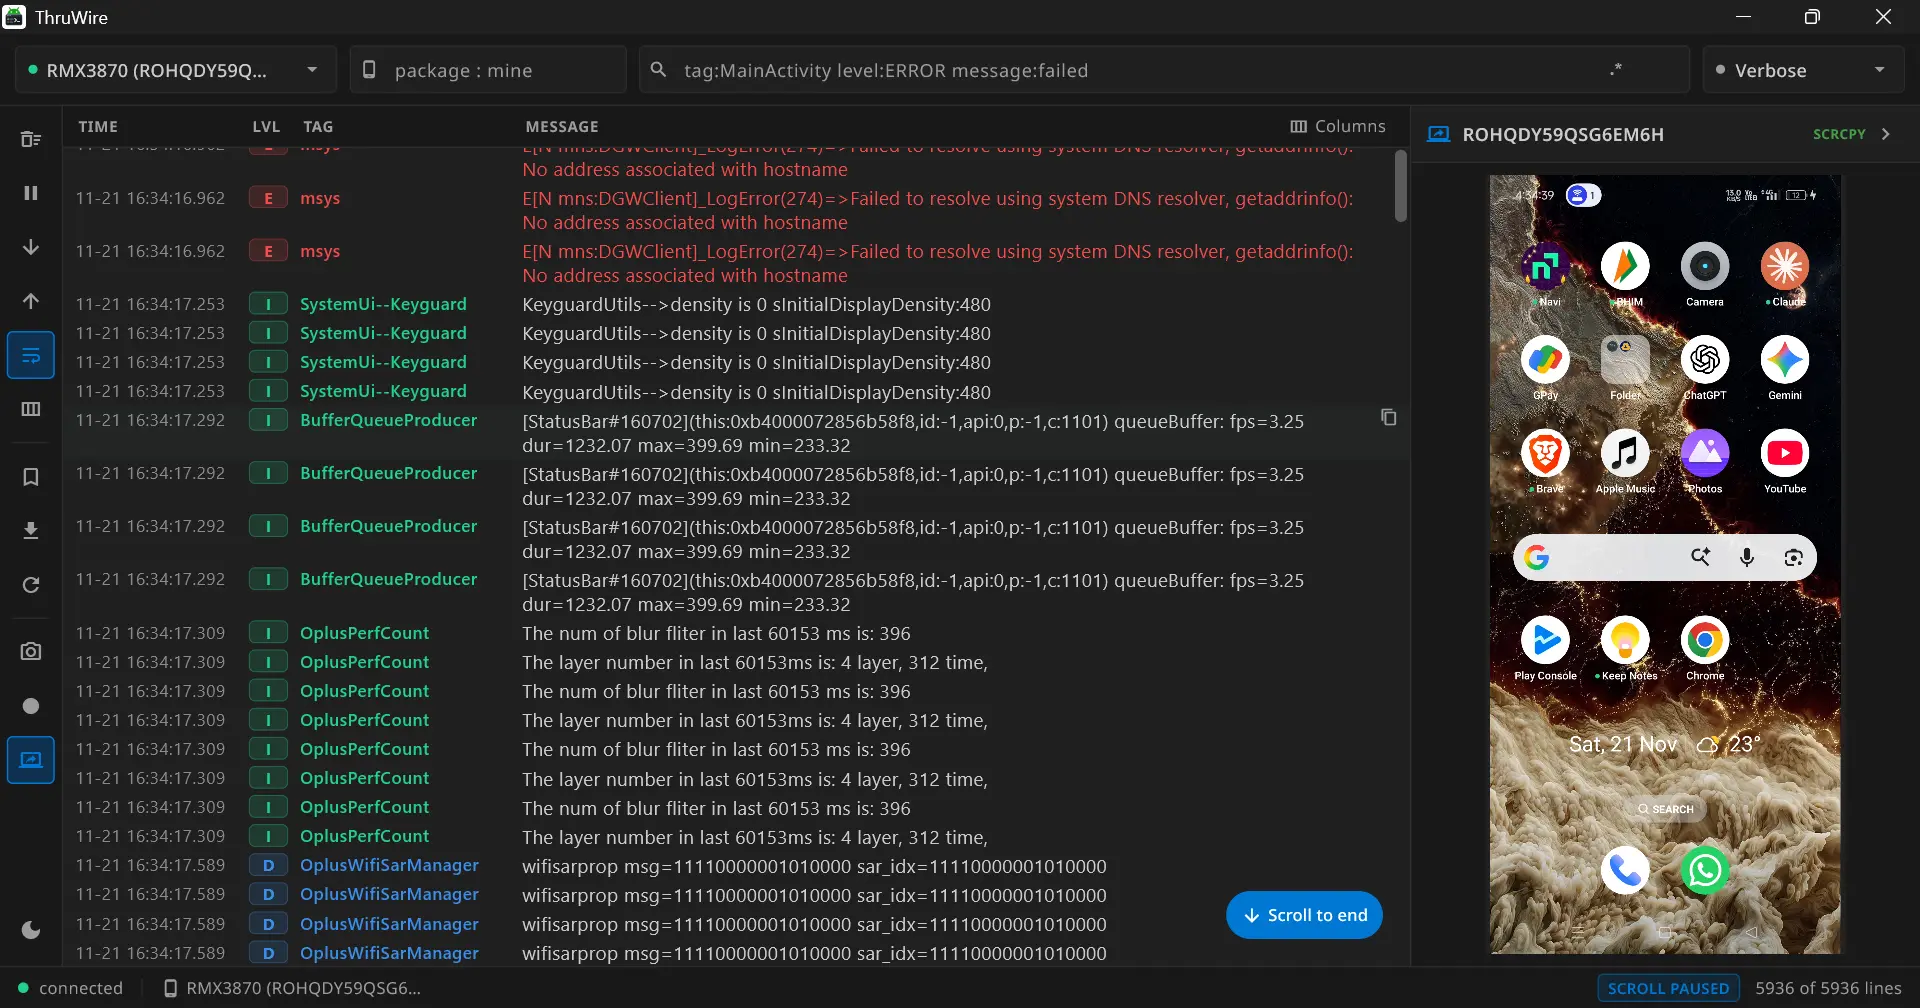 ThruWire
RMX3870 (ROHQDY59Q...
package : mine
tag:MainActivity level:ERROR message:failed
.*
Verbose
TIME LVL TAG MESSAGE Columns
E[N mns:DGWClient]_LogError(274)=>Failed to resolve using system DNS resolver, getaddrinfo():
No address associated with hostname
11-21 16:34:16.962 E msys E[N mns:DGWClient]_LogError(274)=>Failed to resolve using system DNS resolver, getaddrinfo():
No address associated with hostname
11-21 16:34:16.962 E msys E[N mns:DGWClient]_LogError(274)=>Failed to resolve using system DNS resolver, getaddrinfo():
No address associated with hostname
11-21 16:34:17.253 I SystemUi--Keyguard KeyguardUtils-->density is 0 sInitialDisplayDensity:480
11-21 16:34:17.253 I SystemUi--Keyguard KeyguardUtils-->density is 0 sInitialDisplayDensity:480
11-21 16:34:17.253 I SystemUi--Keyguard KeyguardUtils-->density is 0 sInitialDisplayDensity:480
11-21 16:34:17.253 I SystemUi--Keyguard KeyguardUtils-->density is 0 sInitialDisplayDensity:480
11-21 16:34:17.292 I BufferQueueProducer [StatusBar#160702](this:0xb4000072856b58f8,id:-1,api:0,p:-1,c:1101) queueBuffer: fps=3.25
dur=1232.07 max=399.69 min=233.32
11-21 16:34:17.292 I BufferQueueProducer [StatusBar#160702](this:0xb4000072856b58f8,id:-1,api:0,p:-1,c:1101) queueBuffer: fps=3.25
dur=1232.07 max=399.69 min=233.32
11-21 16:34:17.292 I BufferQueueProducer [StatusBar#160702](this:0xb4000072856b58f8,id:-1,api:0,p:-1,c:1101) queueBuffer: fps=3.25
dur=1232.07 max=399.69 min=233.32
11-21 16:34:17.292 I BufferQueueProducer [StatusBar#160702](this:0xb4000072856b58f8,id:-1,api:0,p:-1,c:1101) queueBuffer: fps=3.25
dur=1232.07 max=399.69 min=233.32
11-21 16:34:17.309 I OplusPerfCount The num of blur fliter in last 60153 ms is: 396
11-21 16:34:17.309 I OplusPerfCount The layer number in last 60153ms is: 4 layer, 312 time,
11-21 16:34:17.309 I OplusPerfCount The num of blur fliter in last 60153 ms is: 396
11-21 16:34:17.309 I OplusPerfCount The layer number in last 60153ms is: 4 layer, 312 time,
11-21 16:34:17.309 I OplusPerfCount The num of blur fliter in last 60153 ms is: 396
11-21 16:34:17.309 I OplusPerfCount The layer number in last 60153ms is: 4 layer, 312 time,
11-21 16:34:17.309 I OplusPerfCount The num of blur fliter in last 60153 ms is: 396
11-21 16:34:17.309 I OplusPerfCount The layer number in last 60153ms is: 4 layer, 312 time,
11-21 16:34:17.589 D OplusWifiSarManager wifisarprop msg=11110000001010000 sar_idx=11110000001010000
11-21 16:34:17.589 D OplusWifiSarManager wifisarprop msg=11110000001010000 sar_idx=11110000001010000
11-21 16:34:17.589 D OplusWifiSarManager wifisarprop msg=11110000001010000 sar_idx=11110000001010000
11-21 16:34:17.589 D OplusWifiSarManager wifisarprop msg=11110000001010000 sar_idx=11110000001010000
Scroll to end
ROHQDY59QSG6EM6H SCRCPY
4:34:39 1 13.0 KB/S 12
Navi BHIM Camera Claude
GPay Folder ChatGPT Gemini
Brave Apple Music Photos YouTube
Play Console Keep Notes Chrome
Sat, 21 Nov 23°
SEARCH
connected RMX3870 (ROHQDY59QSG6... SCROLL PAUSED 5936 of 5936 lines